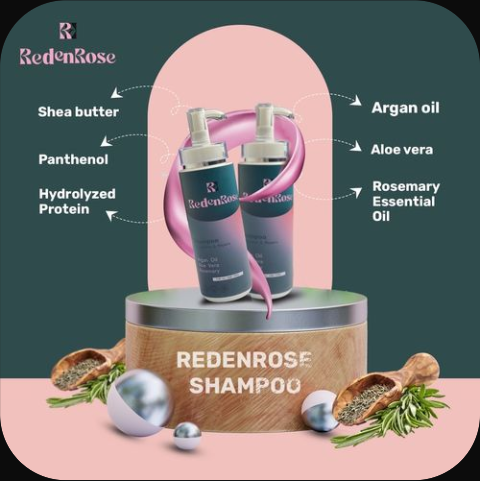 RedenRose
Shea butter
Argan oil
Panthenol
Aloe vera
Hydrolyzed
Protein
Rosemary
Essential
Oil
RedenRose
RedenRose
Argan Oil
Aloe Vera
Rosemary
REDENROSE
SHAMPOO